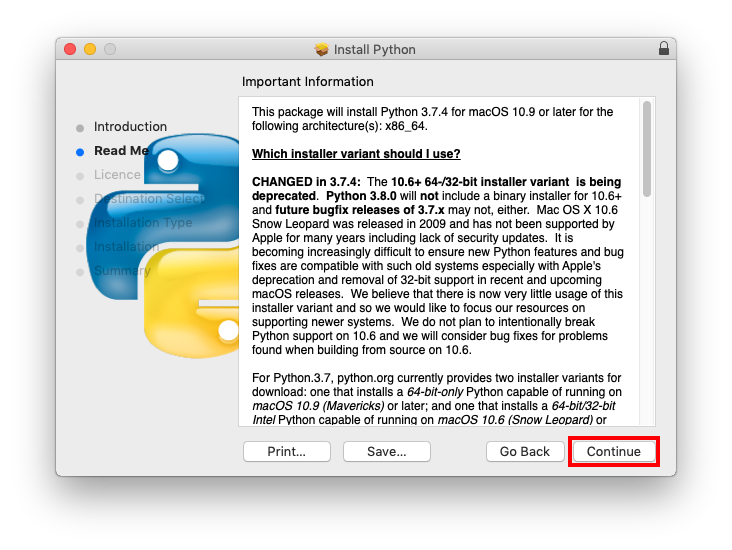 Install Python
Important Information
Introduction
Read Me
Licence
Destination Select
Installation Type
Installation
Summary
This package will install Python 3.7.4 for macOS 10.9 or later for the
following architecture(s): x86_64.
Which installer variant should I use?
CHANGED in 3.7.4:  The 10.6+ 64-/32-bit installer variant  is being
deprecated.  Python 3.8.0 will not include a binary installer for 10.6+
and future bugfix releases of 3.7.x may not, either.  Mac OS X 10.6
Snow Leopard was released in 2009 and has not been supported by
Apple for many years including lack of security updates.  It is
becoming increasingly difficult to ensure new Python features and bug
fixes are compatible with such old systems especially with Apple's
deprecation and removal of 32-bit support in recent and upcoming
macOS releases.  We believe that there is now very little usage of this
installer variant and so we would like to focus our resources on
supporting newer systems.  We do not plan to intentionally break
Python support on 10.6 and we will consider bug fixes for problems
found when building from source on 10.6.
For Python.3.7, python.org currently provides two installer variants for
download: one that installs a 64-bit-only Python capable of running on
macOS 10.9 (Mavericks) or later; and one that installs a 64-bit/32-bit
Intel Python capable of running on macOS 10.6 (Snow Leopard) or
Print...
Save...
Go Back
Continue